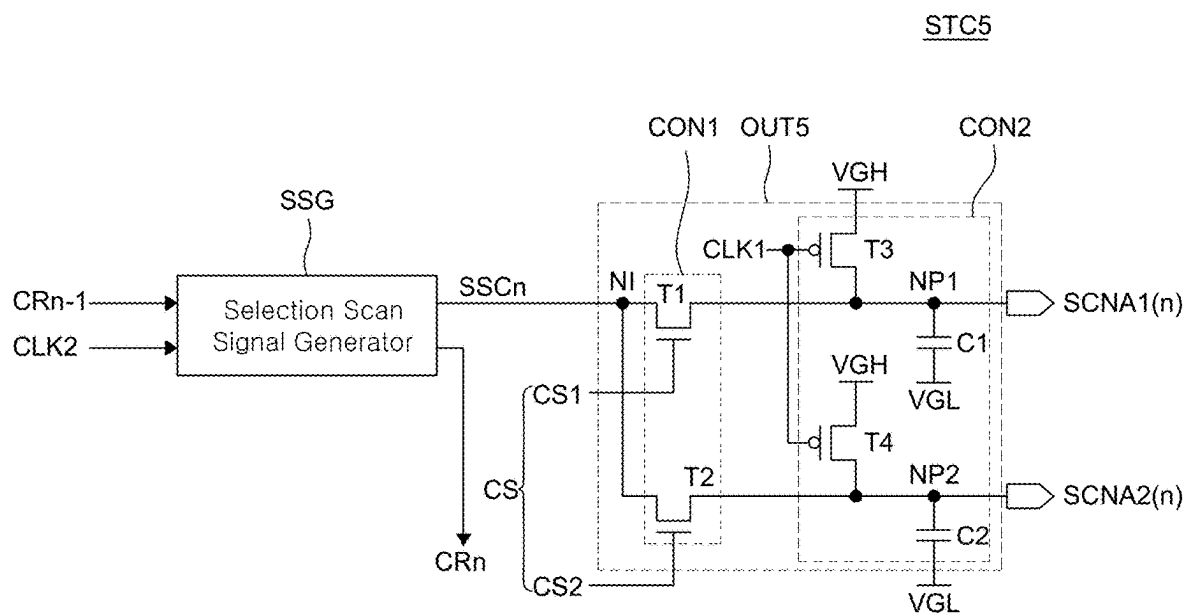 STC5
CON1
OUT5
CON2
SSG
VGH
CLK1
T3
CRn-1
CLK2
Selection Scan
Signal Generator
SSCn
NI
T1
NP1
SCNA1(n)
C1
VGH
VGL
CS1
T4
CS
T2
NP2
SCNA2(n)
C2
CRn
CS2
VGL